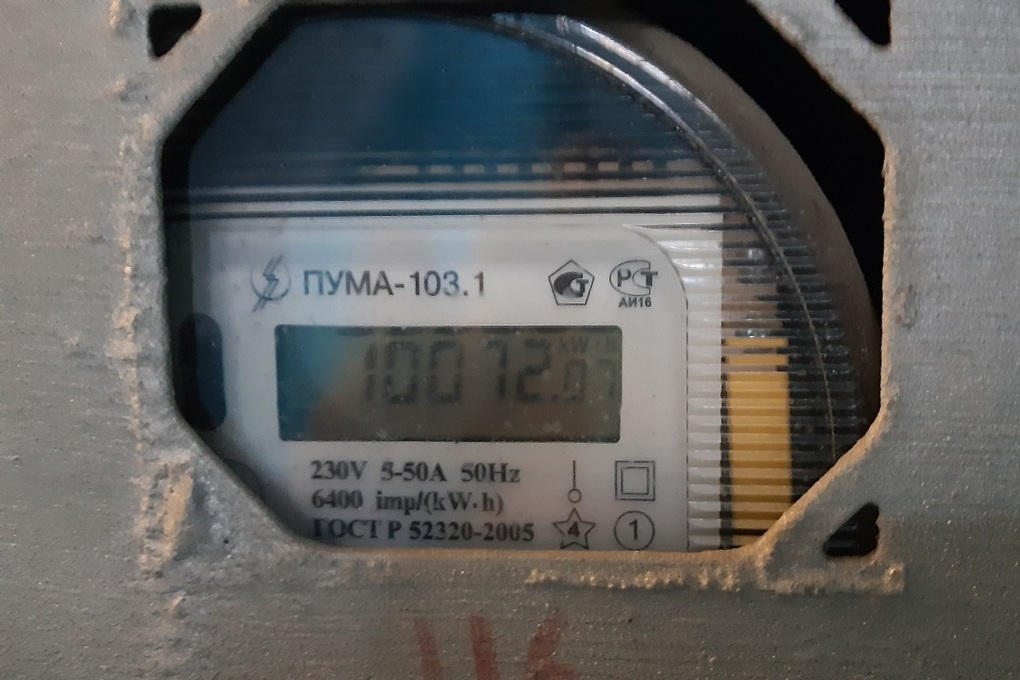 ПУМА-103.1
РСТ
АИ16
kW·h
10072.07
230V 5-50A 50Hz
6400 imp/(kW·h)
ГОСТ Р 52320-2005
4
1